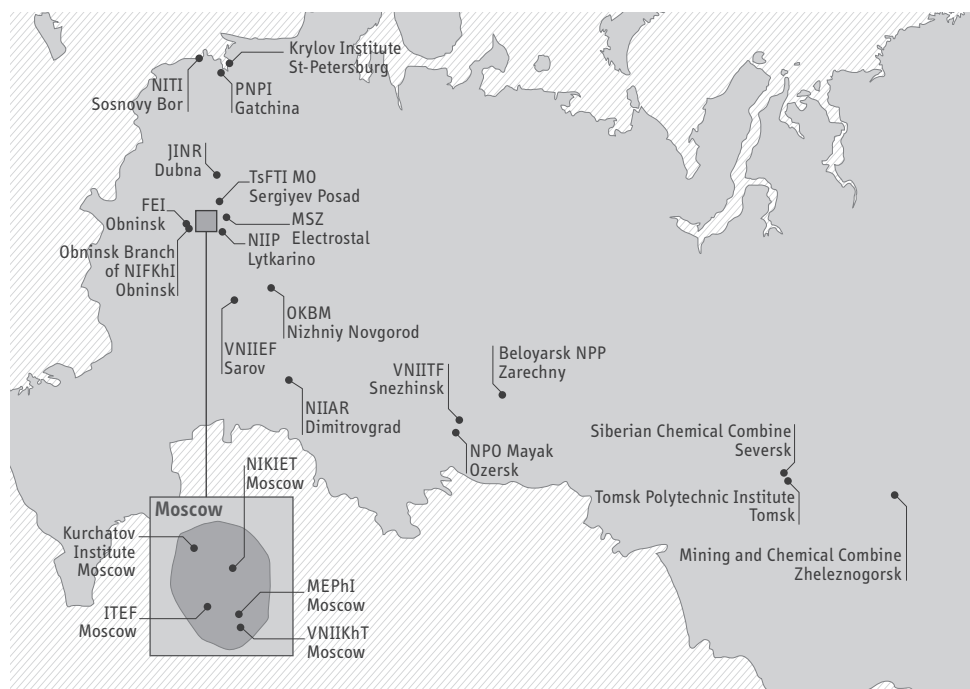 Krylov Institute
St-Petersburg
NITI
Sosnovy Bor
PNPI
Gatchina
JINR
Dubna
TsFTI MO
Sergiyev Posad
FEI
Obninsk
MSZ
Electrostal
NIIP
Lytkarino
Obninsk Branch
of NIFKhI
Obninsk
OKBM
Nizhniy Novgorod
VNIIEF
Sarov
VNIITF
Snezhinsk
Beloyarsk NPP
Zarechny
NIIAR
Dimitrovgrad
NPO Mayak
Ozersk
Siberian Chemical Combine
Seversk
Tomsk Polytechnic Institute
Tomsk
Mining and Chemical Combine
Zheleznogorsk
NIKIET
Moscow
Moscow
Kurchatov
Institute
Moscow
MEPhI
Moscow
ITEF
Moscow
VNIIKhT
Moscow